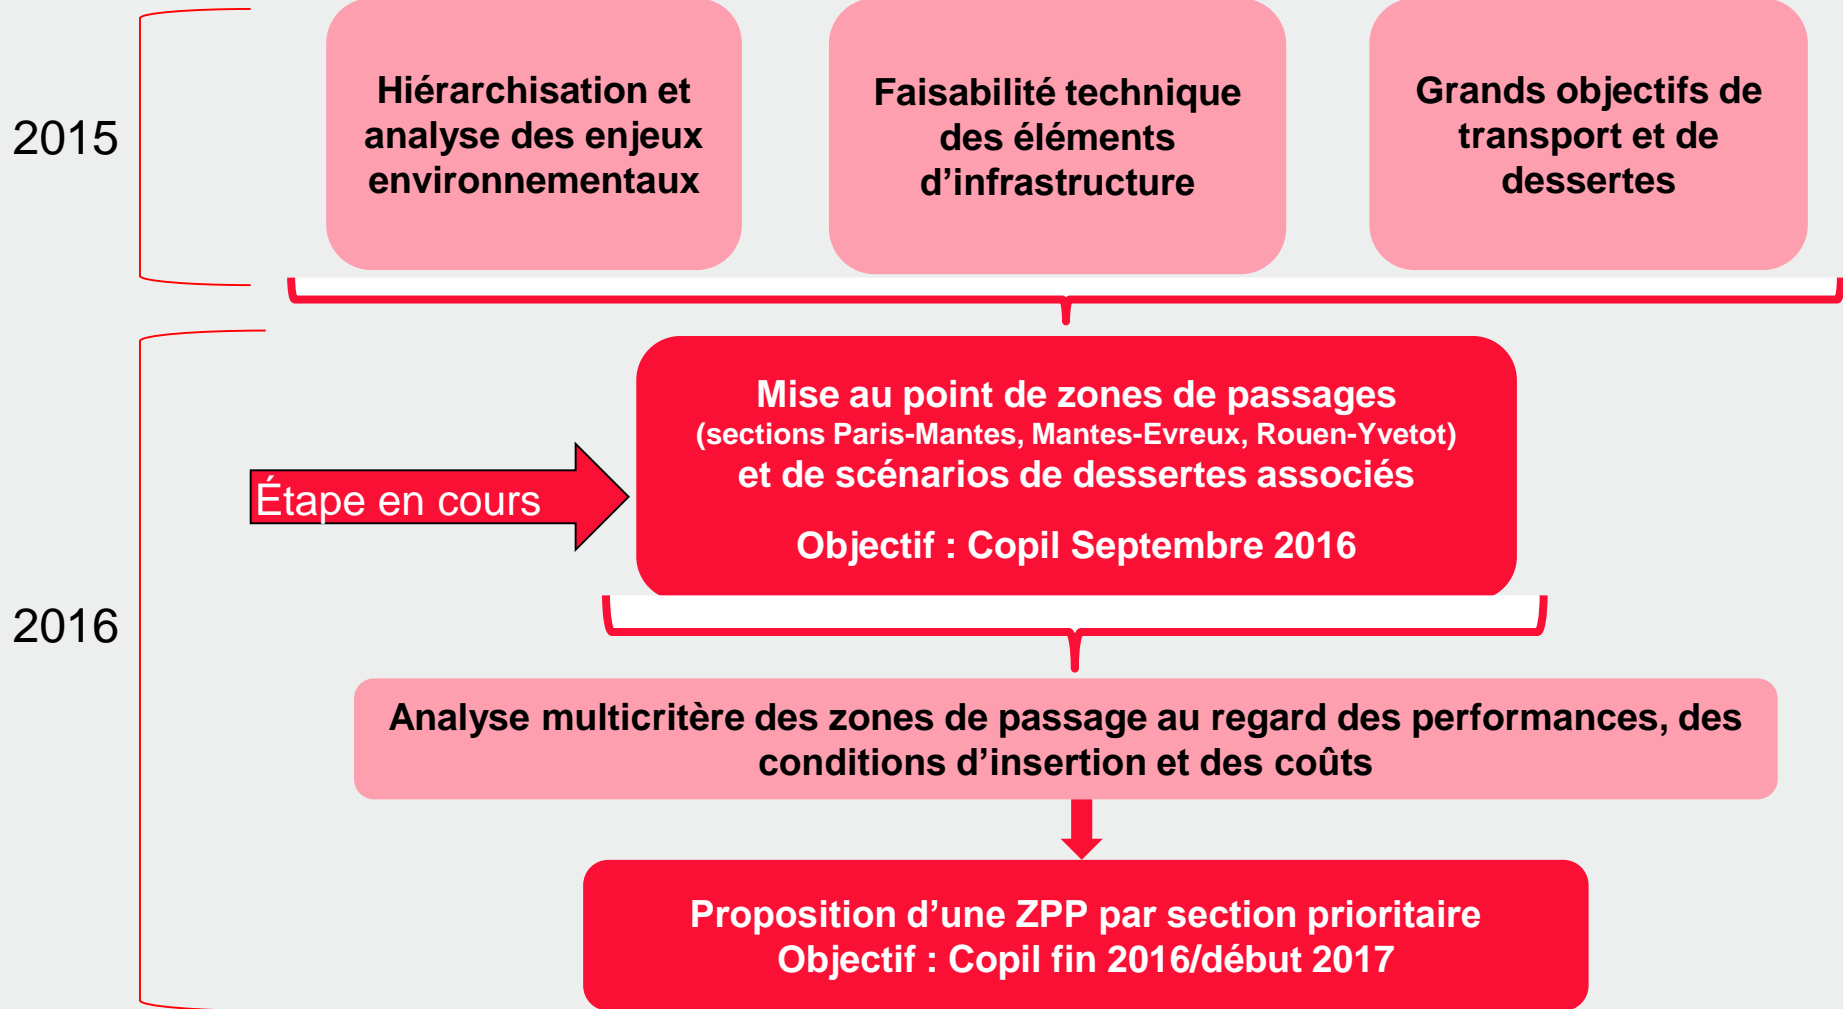 2015
Hiérarchisation et
analyse des enjeux
environnementaux
Faisabilité technique
des éléments
d’infrastructure
Grands objectifs de
transport et de
dessertes
2016
Étape en cours
Mise au point de zones de passages
(sections Paris-Mantes, Mantes-Evreux, Rouen-Yvetot)
et de scénarios de dessertes associés
Objectif : Copil Septembre 2016
Analyse multicritère des zones de passage au regard des performances, des
conditions d’insertion et des coûts
Proposition d’une ZPP par section prioritaire
Objectif : Copil fin 2016/début 2017